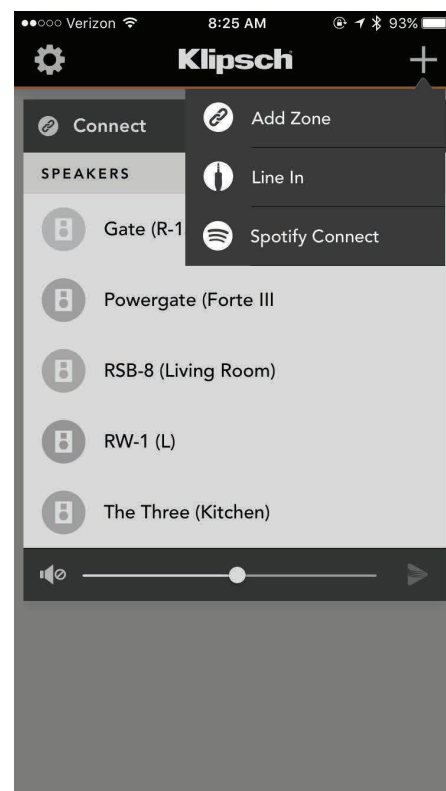 Verizon 8:25 AM 93%
Klipsch
Add Zone
Connect
Line In
SPEAKERS
Gate (R-1
Spotify Connect
Powergate (Forte III
RSB-8 (Living Room)
RW-1 (L)
The Three (Kitchen)